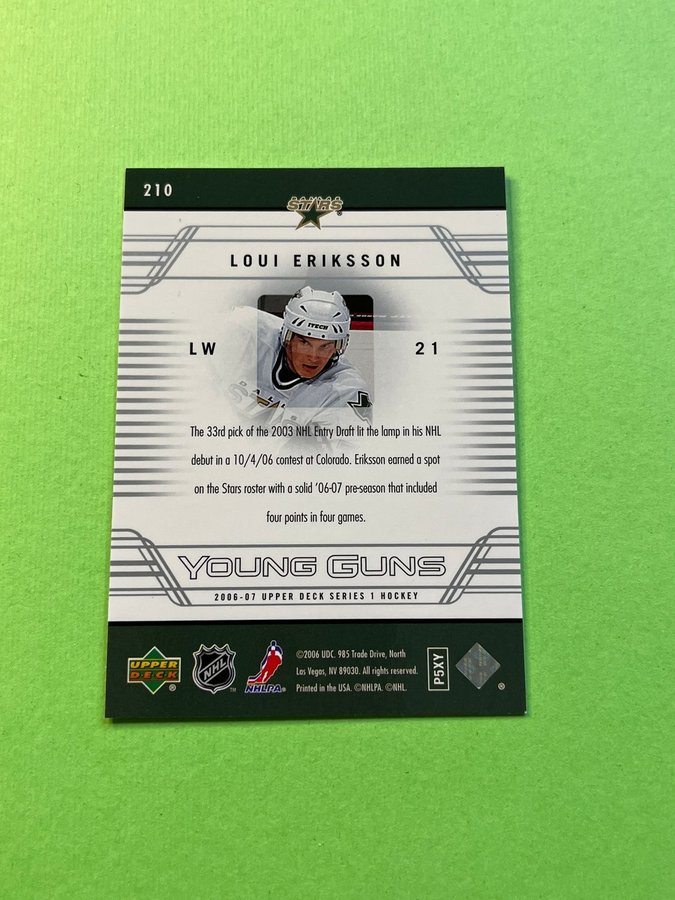 210
DALLAS
STARS
LOUI ERIKSSON
ITECH
LW
21
The 33rd pick of the 2003 NHL Entry Draft lit the lamp in his NHL
debut in a 10/4/06 contest at Colorado. Eriksson earned a spot
on the Stars roster with a solid '06-07 pre-season that included
four points in four games.
YOUNG GUNS
2006-07 UPPER DECK SERIES 1 HOCKEY
UPPER
DECK
®
NHL
TM
NHLPA®
©2006 UDC. 985 Trade Drive, North
Las Vegas, NV 89030. All rights reserved.
Printed in the USA. ©NHLPA. ©NHL.
P5XY
®